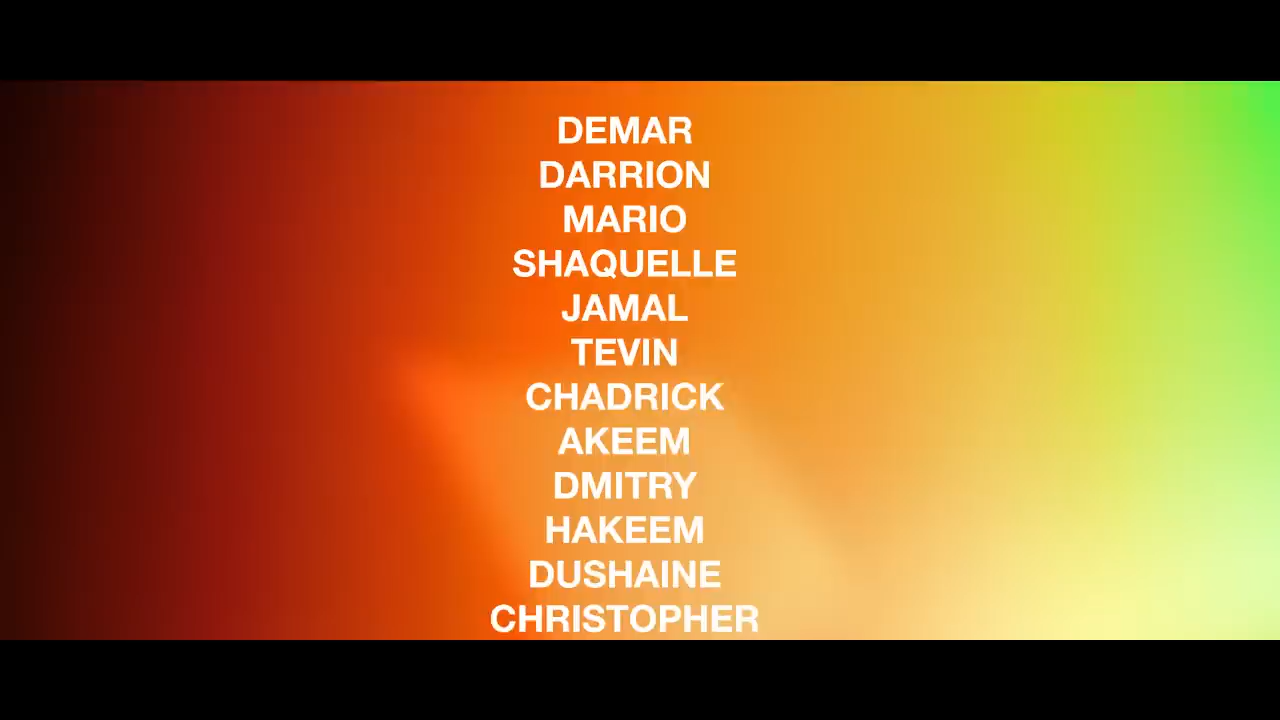 DEMAR
DARRION
MARIO
SHAQUELLE
JAMAL
TEVIN
CHADRICK
AKEEM
DMITRY
HAKEEM
DUSHAINE
CHRISTOPHER